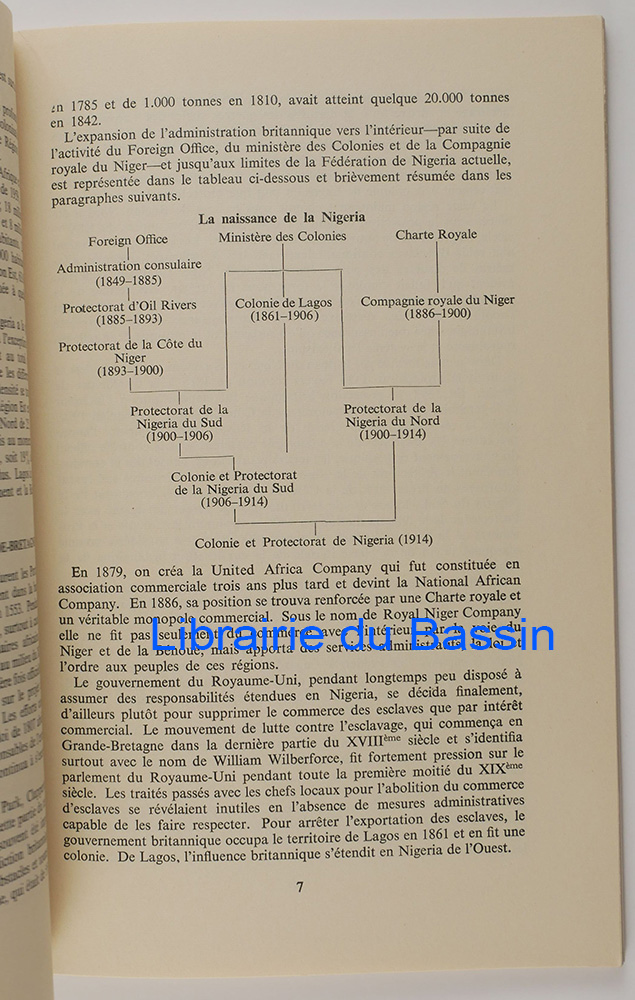 en 1785 et de 1.000 tonnes en 1810, avait atteint quelque 20.000 tonnes
en 1842.
L'expansion de l'administration britannique vers l'intérieur—par suite de
l'activité du Foreign Office, du ministère des Colonies et de la Compagnie
royale du Niger—et jusqu'aux limites de la Fédération de Nigeria actuelle,
est représentée dans le tableau ci-dessous et brièvement résumée dans les
paragraphes suivants.
La naissance de la Nigeria
Foreign Office
Ministère des Colonies
Charte Royale
Administration consulaire
(1849–1885)
Protectorat d'Oil Rivers
(1885–1893)
Colonie de Lagos
(1861–1906)
Compagnie royale du Niger
(1886–1900)
Protectorat de la Côte du
Niger
(1893–1900)
Protectorat de la
Nigeria du Sud
(1900–1906)
Protectorat de la
Nigeria du Nord
(1900–1914)
Colonie et Protectorat
de la Nigeria du Sud
(1906–1914)
Colonie et Protectorat de Nigeria (1914)
En 1879, on créa la United Africa Company qui fut constituée en
association commerciale trois ans plus tard et devint la National African
Company. En 1886, sa position se trouva renforcée par une Charte royale et
un véritable monopole commercial. Sous le nom de Royal Niger Company
elle ne fit pas seulement du commerce avec l'intérieur par la voie du
Niger et de la Bénoué, mais apporta des services administratifs, la loi et
l'ordre aux peuples de ces régions.
Librairie du Bassin
Le gouvernement du Royaume-Uni, pendant longtemps peu disposé à
assumer des responsabilités étendues en Nigeria, se décida finalement,
d'ailleurs plutôt pour supprimer le commerce des esclaves que par intérêt
commercial. Le mouvement de lutte contre l'esclavage, qui commença en
Grande-Bretagne dans la dernière partie du XVIIIème siècle et s'identifia
surtout avec le nom de William Wilberforce, fit fortement pression sur le
parlement du Royaume-Uni pendant toute la première moitié du XIXème
siècle. Les traités passés avec les chefs locaux pour l'abolition du commerce
d'esclaves se révélaient inutiles en l'absence de mesures administratives
capable de les faire respecter. Pour arrêter l'exportation des esclaves, le
gouvernement britannique occupa le territoire de Lagos en 1861 et en fit une
colonie. De Lagos, l'influence britannique s'étendit en Nigeria de l'Ouest.
7